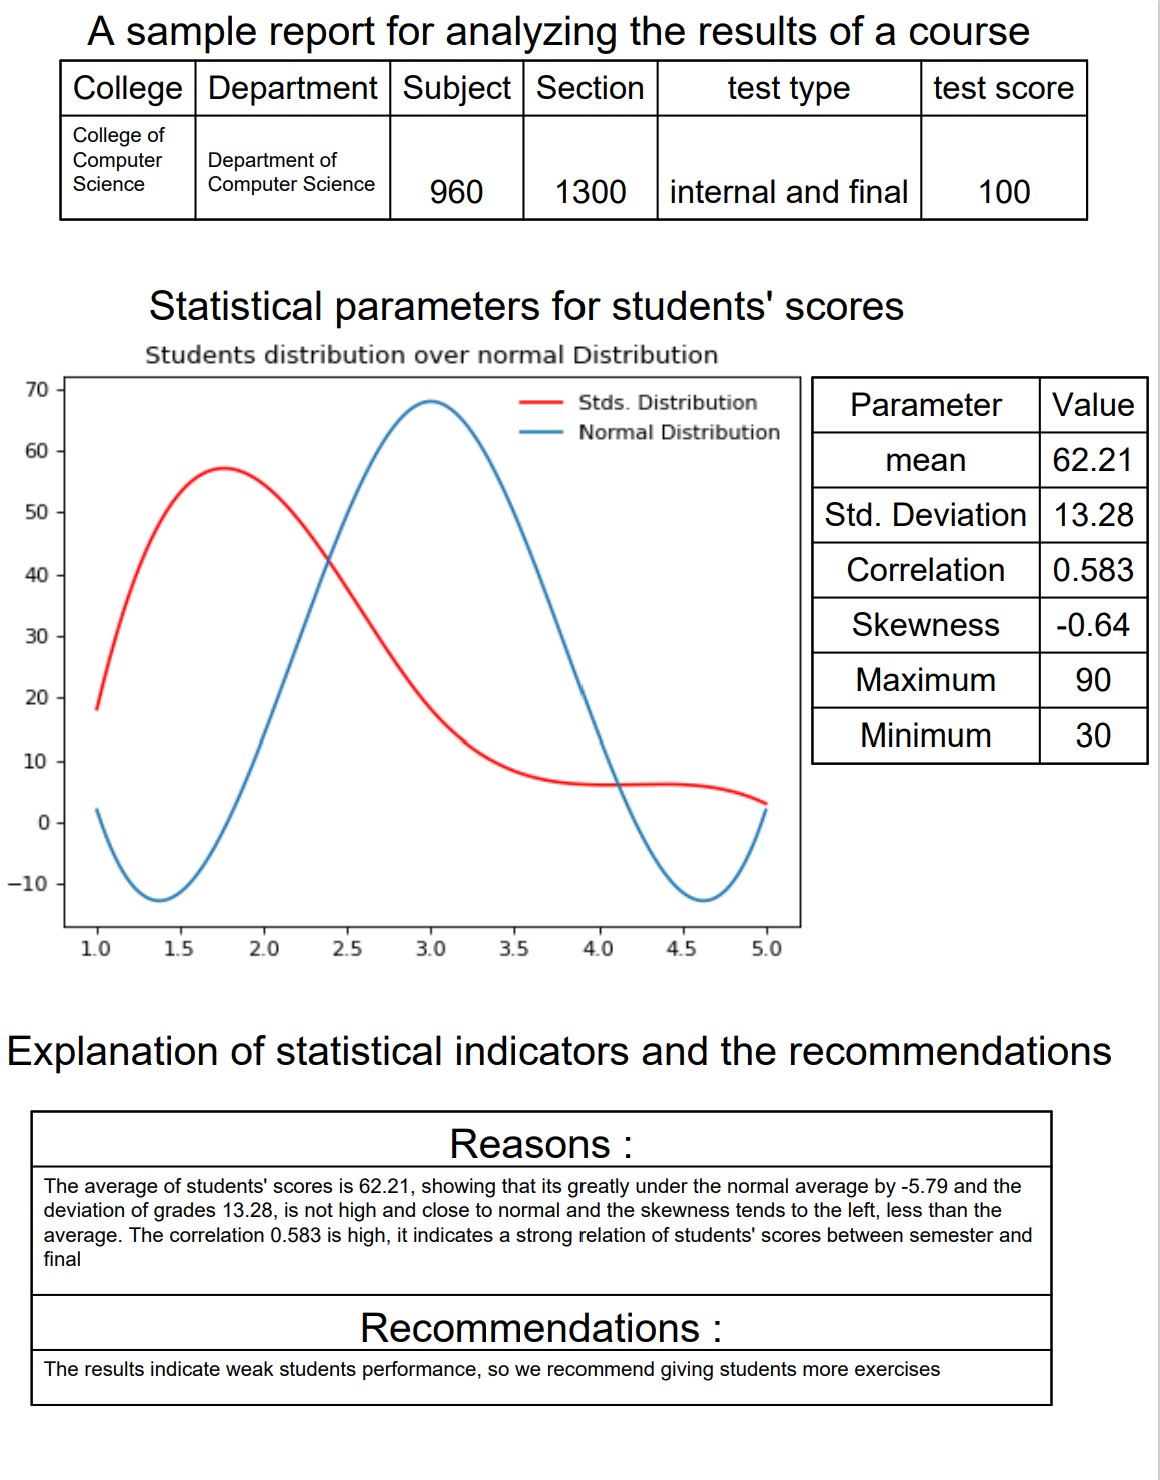 A sample report for analyzing the results of a course
College Department Subject Section test type test score
College of
Computer
Science
Department of
Computer Science
960 1300 internal and final 100
Statistical parameters for students' scores
Students distribution over normal Distribution
Stds. Distribution
Normal Distribution
70
60
50
40
30
20
10
0
−10
1.0 1.5 2.0 2.5 3.0 3.5 4.0 4.5 5.0
Parameter Value
mean 62.21
Std. Deviation 13.28
Correlation 0.583
Skewness -0.64
Maximum 90
Minimum 30
Explanation of statistical indicators and the recommendations
Reasons :
The average of students' scores is 62.21, showing that its greatly under the normal average by -5.79 and the
deviation of grades 13.28, is not high and close to normal and the skewness tends to the left, less than the
average. The correlation 0.583 is high, it indicates a strong relation of students' scores between semester and
final
Recommendations :
The results indicate weak students performance, so we recommend giving students more exercises